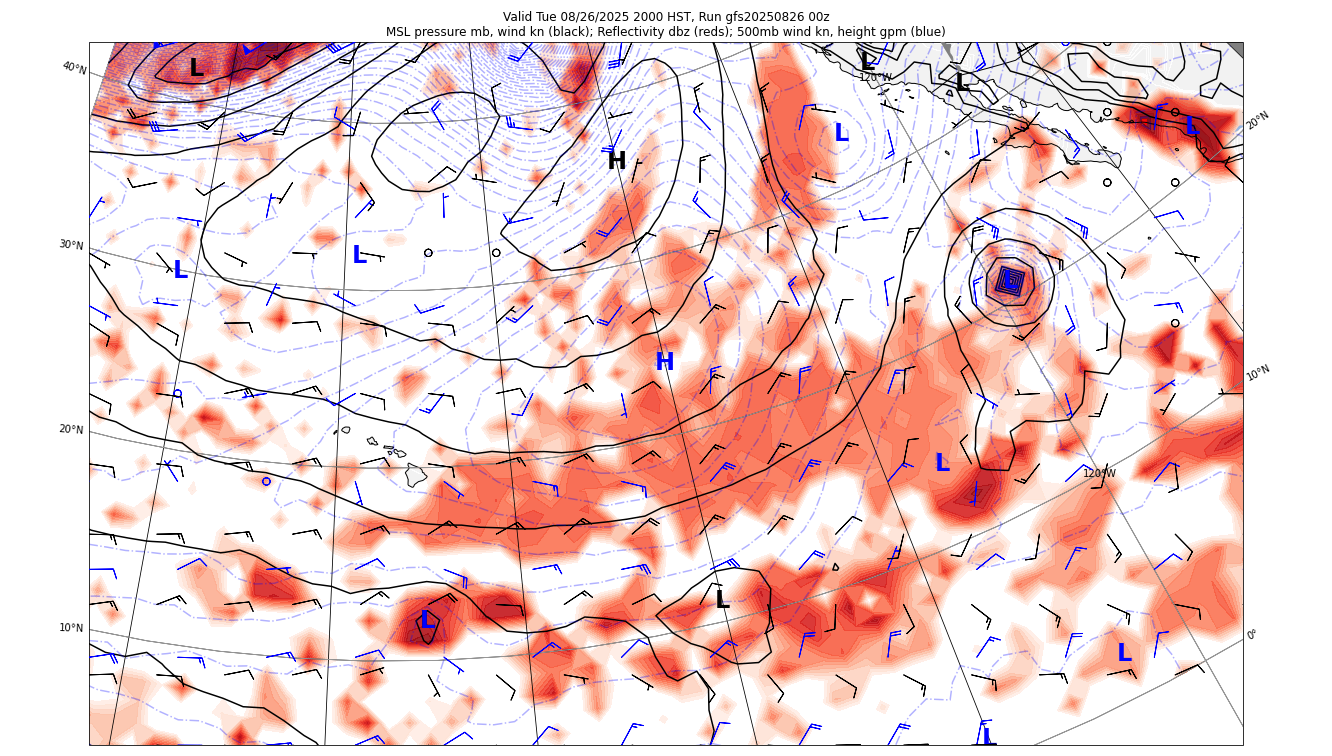 Valid Tue 08/26/2025 2000 HST, Run gfs20250826 00z
MSL pressure mb, wind kn (black); Reflectivity dbz (reds); 500mb wind kn, height gpm (blue)
40°N
L
L
120°W
L
20°N
L
L
H
30°N
L
L
L
H
10°N
20°N
L
120°W
10°N
L
L
0°
L
L